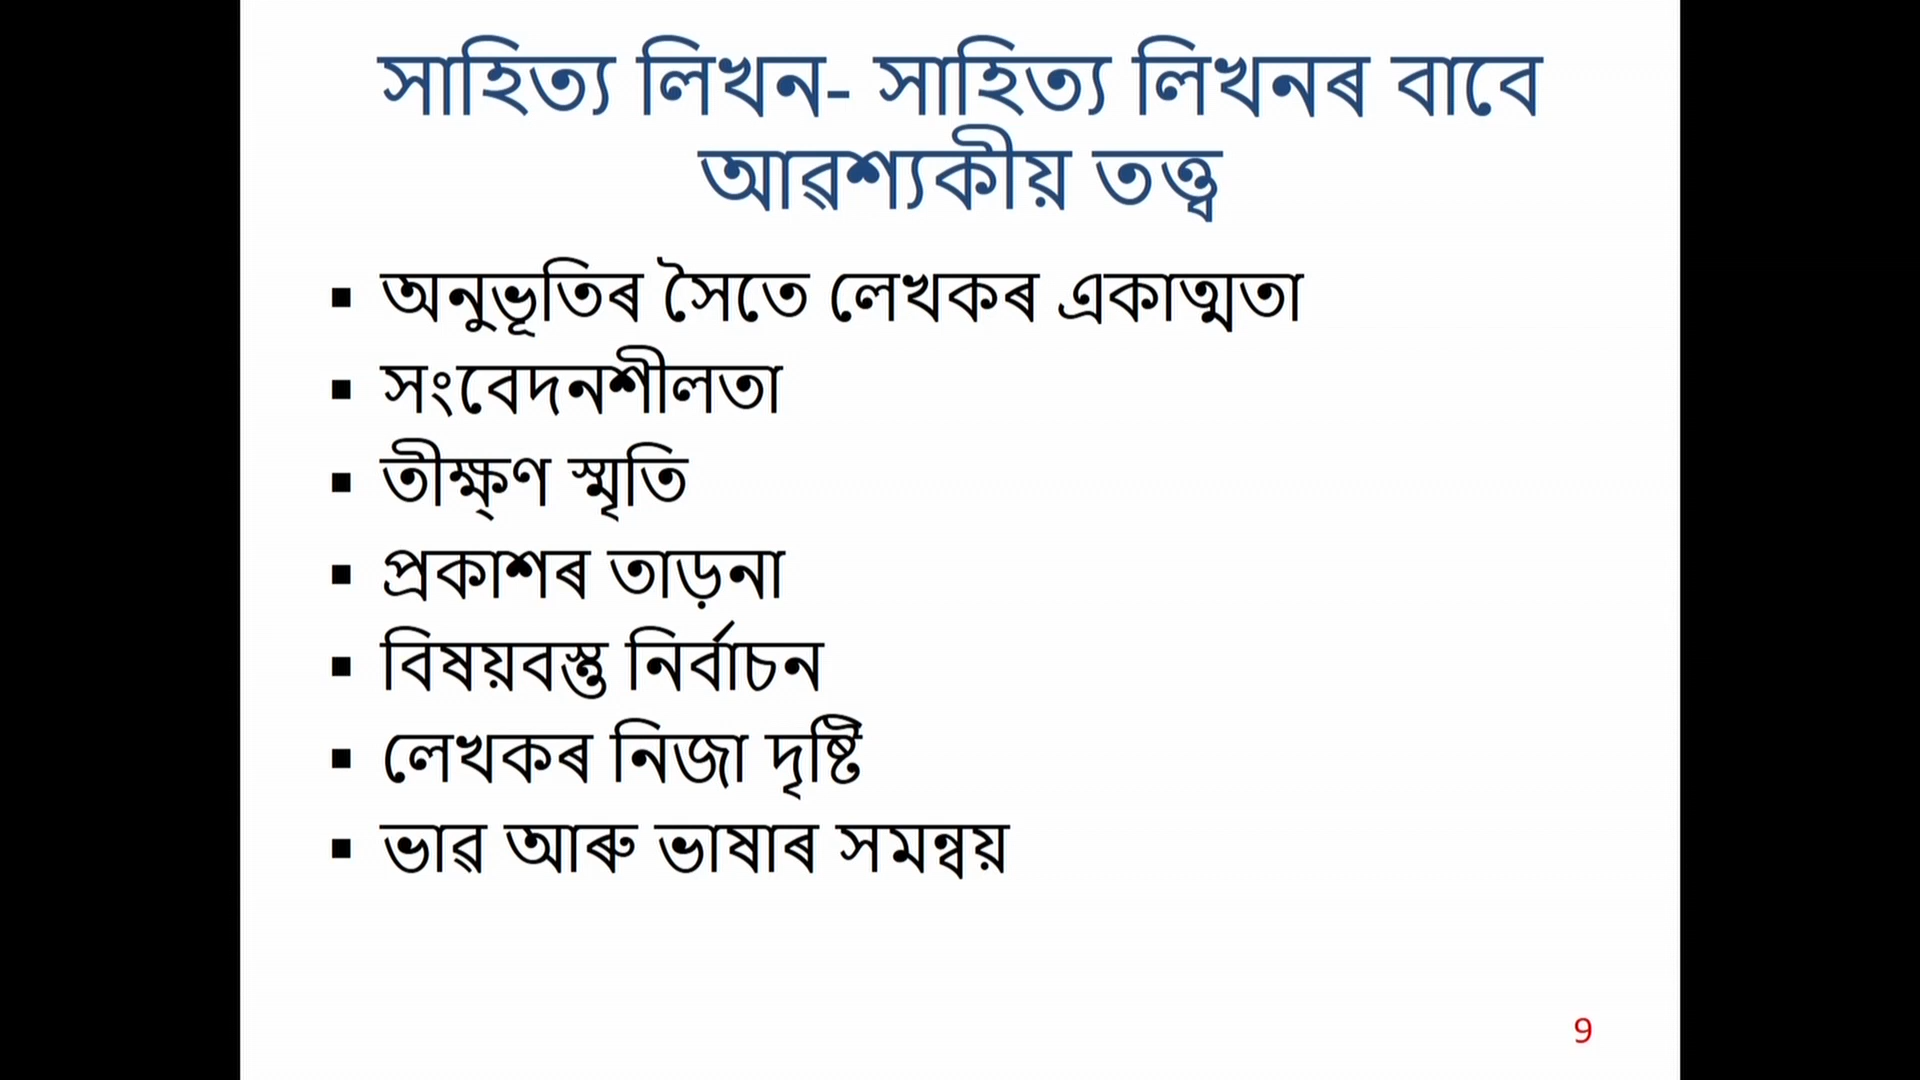 সাহিত্য লিখন- সাহিত্য লিখনৰ বাবে
আৱশ্যকীয় তত্ত্ব
▪ অনুভূতিৰ সৈতে লেখকৰ একাত্মতা
▪ সংবেদনশীলতা
▪ তীক্ষ্ণ স্মৃতি
▪ প্ৰকাশৰ তাড়না
▪ বিষয়বস্তু নিৰ্বাচন
▪ লেখকৰ নিজা দৃষ্টি
▪ ভাৱ আৰু ভাষাৰ সমন্বয়
9